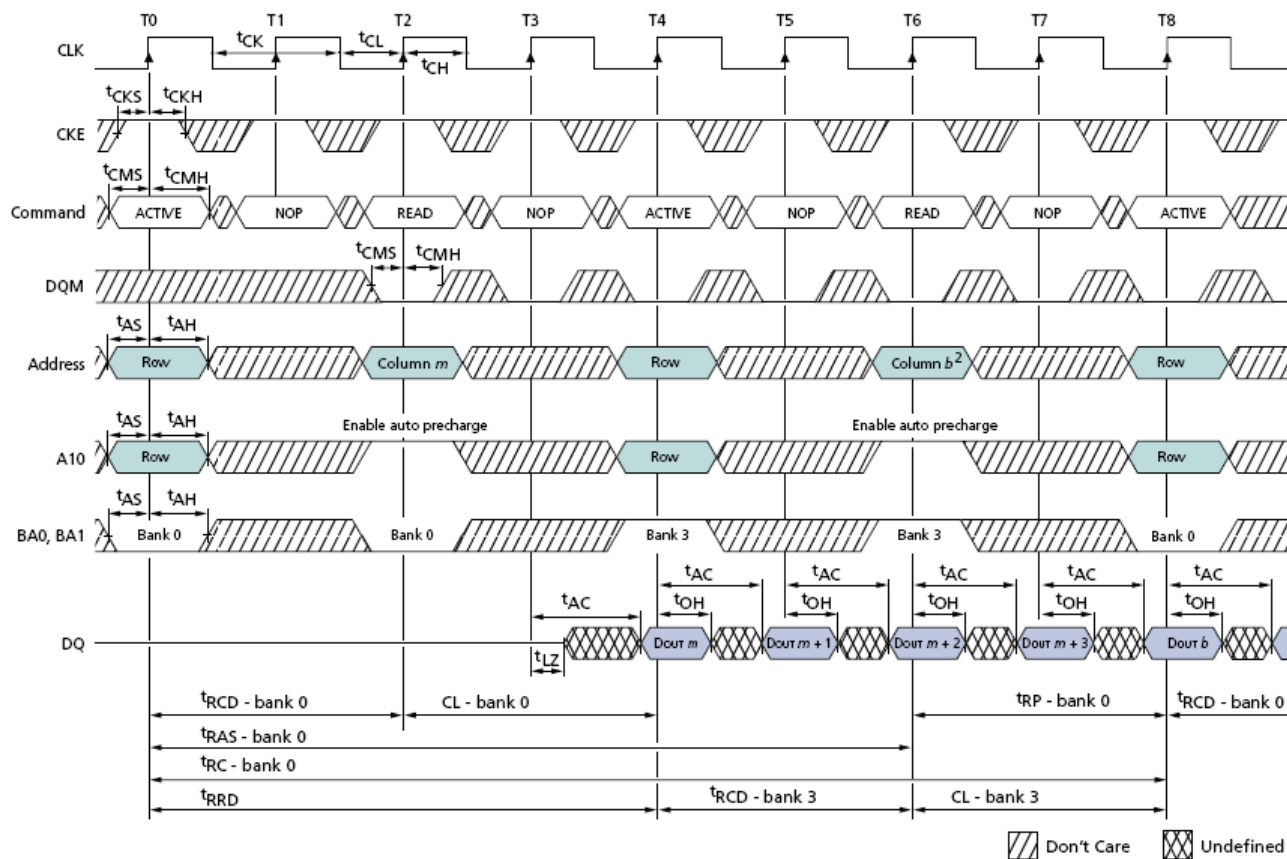 T0 T1 T2 T3 T4 T5 T6 T7 T8
CLK tCK tCL tCH
tCKS tCKH
CKE
tCMS tCMH
Command ACTIVE NOP READ NOP ACTIVE NOP READ NOP ACTIVE
tCMS tCMH
DQM
tAS tAH
Address Row Column m Row Column b2 Row
tAS tAH Enable auto precharge Enable auto precharge
A10 Row Row Row
tAS tAH
BA0, BA1 Bank 0 Bank 0 Bank 3 Bank 3 Bank 0
tAC tAC tAC tAC tAC
tAC tOH tOH tOH tOH tOH
DQ DOUT m DOUT m + 1 DOUT m + 2 DOUT m + 3 DOUT b
tLZ
tRCD - bank 0 CL - bank 0 tRP - bank 0 tRCD - bank 0
tRAS - bank 0
tRC - bank 0
tRRD tRCD - bank 3 CL - bank 3
Don't Care Undefined